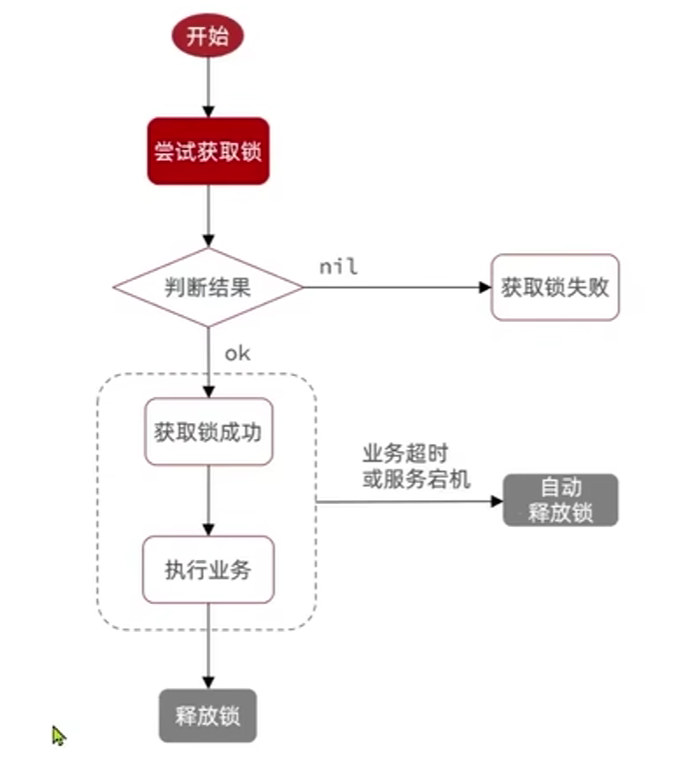 开始
尝试获取锁
判断结果
nil
获取锁失败
ok
获取锁成功
业务超时
或服务宕机
自动
释放锁
执行业务
释放锁